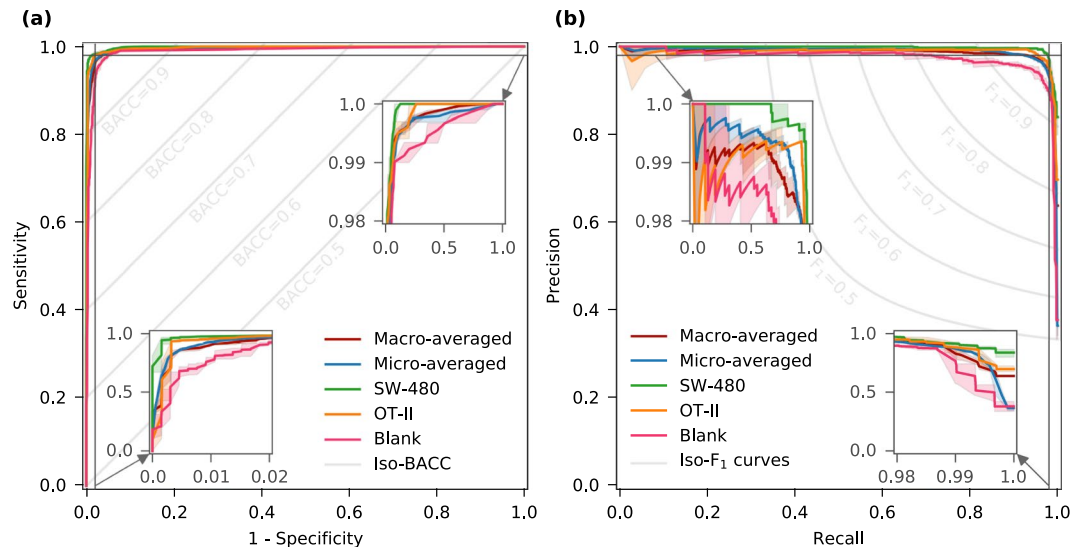 (a)
Sensitivity
1.0
0.8
0.6
0.4
0.2
0.0
BACC=0.9
BACC=0.8
BACC=0.7
BACC=0.6
BACC=0.5
1.0
0.99
0.98
0.0 0.5 1.0
1.0
0.5
0.0
0.0 0.01 0.02
Macro-averaged
Micro-averaged
SW-480
OT-II
Blank
Iso-BACC
0.0 0.2 0.4 0.6 0.8 1.0
1 - Specificity
(b)
Precision
1.0
0.8
0.6
0.4
0.2
0.0
F₁=0.9
F₁=0.8
F₁=0.7
F₁=0.6
F₁=0.5
1.0
0.99
0.98
0.0 0.5 1.0
Macro-averaged
Micro-averaged
SW-480
OT-II
Blank
Iso-F₁ curves
1.0
0.5
0.0
0.98 0.99 1.0
0.0 0.2 0.4 0.6 0.8 1.0
Recall